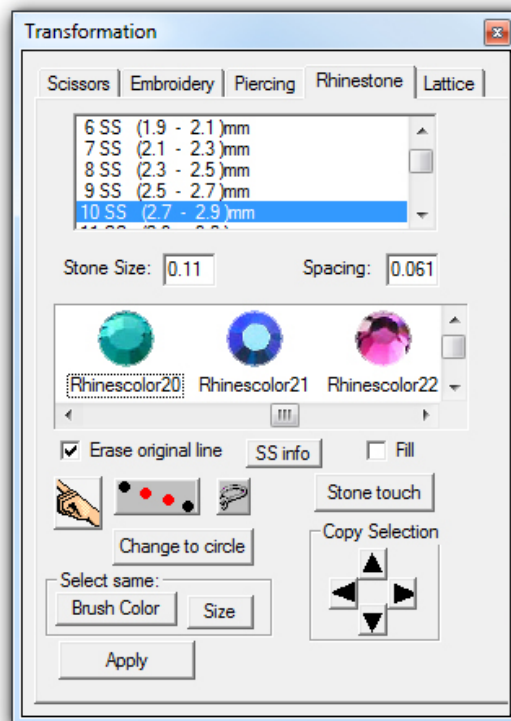 Transformation
Scissors Embroidery Piercing Rhinestone Lattice
6 SS (1.9 - 2.1 )mm
7 SS (2.1 - 2.3 )mm
8 SS (2.3 - 2.5 )mm
9 SS (2.5 - 2.7 )mm
10 SS (2.7 - 2.9 )mm
Stone Size: 0.11 Spacing: 0.061
Rhinescolor20 Rhinescolor21 Rhinescolor22
Erase original line SS info Fill
Stone touch
Change to circle
Copy Selection
Select same:
Brush Color Size
Apply